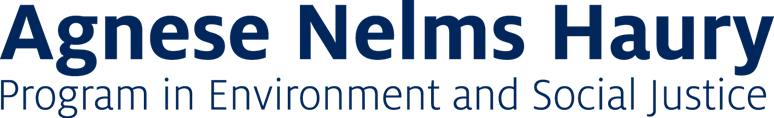 Agnese Nelms Haury
Program in Environment and Social Justice